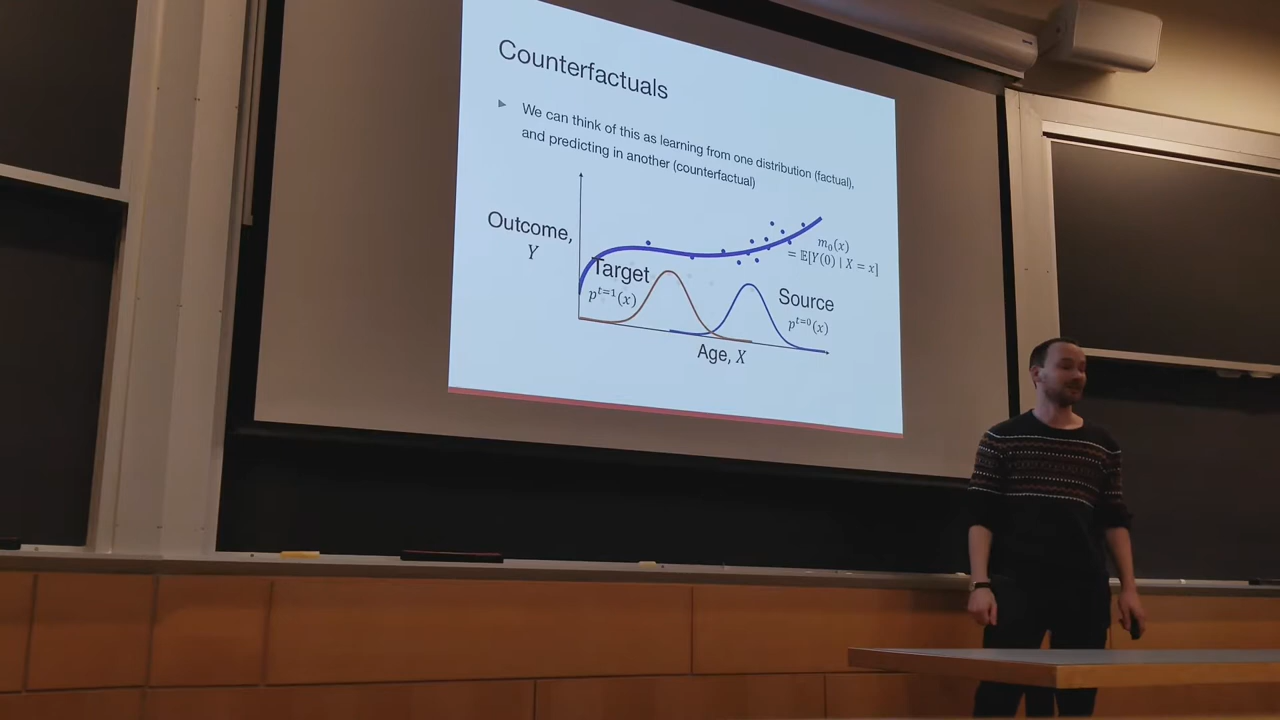 Counterfactuals
We can think of this as learning from one distribution (factual),
and predicting in another (counterfactual)
Outcome,
Y
m₀(x)
= 𝔼[Y(0) | X = x]
Target
p^{t=1}(x)
Source
p^{t=0}(x)
Age, X